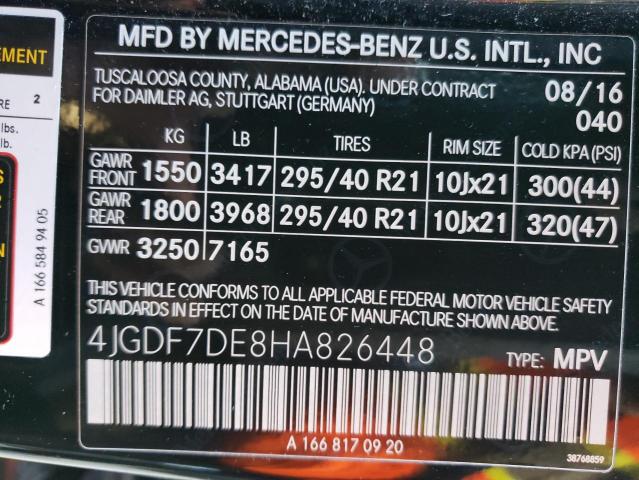 EMENT
RE 2
lbs.
lb.
S
2
N
A 166 584 94 05
MFD BY MERCEDES-BENZ U.S. INTL., INC
TUSCALOOSA COUNTY, ALABAMA (USA). UNDER CONTRACT 08/16
FOR DAIMLER AG, STUTTGART (GERMANY) 040
KG LB TIRES RIM SIZE COLD KPA (PSI)
GAWR FRONT 1550 3417 295/40 R21 10Jx21 300(44)
GAWR REAR 1800 3968 295/40 R21 10Jx21 320(47)
GVWR 3250 7165
THIS VEHICLE CONFORMS TO ALL APPLICABLE FEDERAL MOTOR VEHICLE SAFETY
STANDARDS IN EFFECT ON THE DATE OF MANUFACTURE SHOWN ABOVE.
4JGDF7DE8HA826448 TYPE: MPV
A 166 817 09 20
38768859